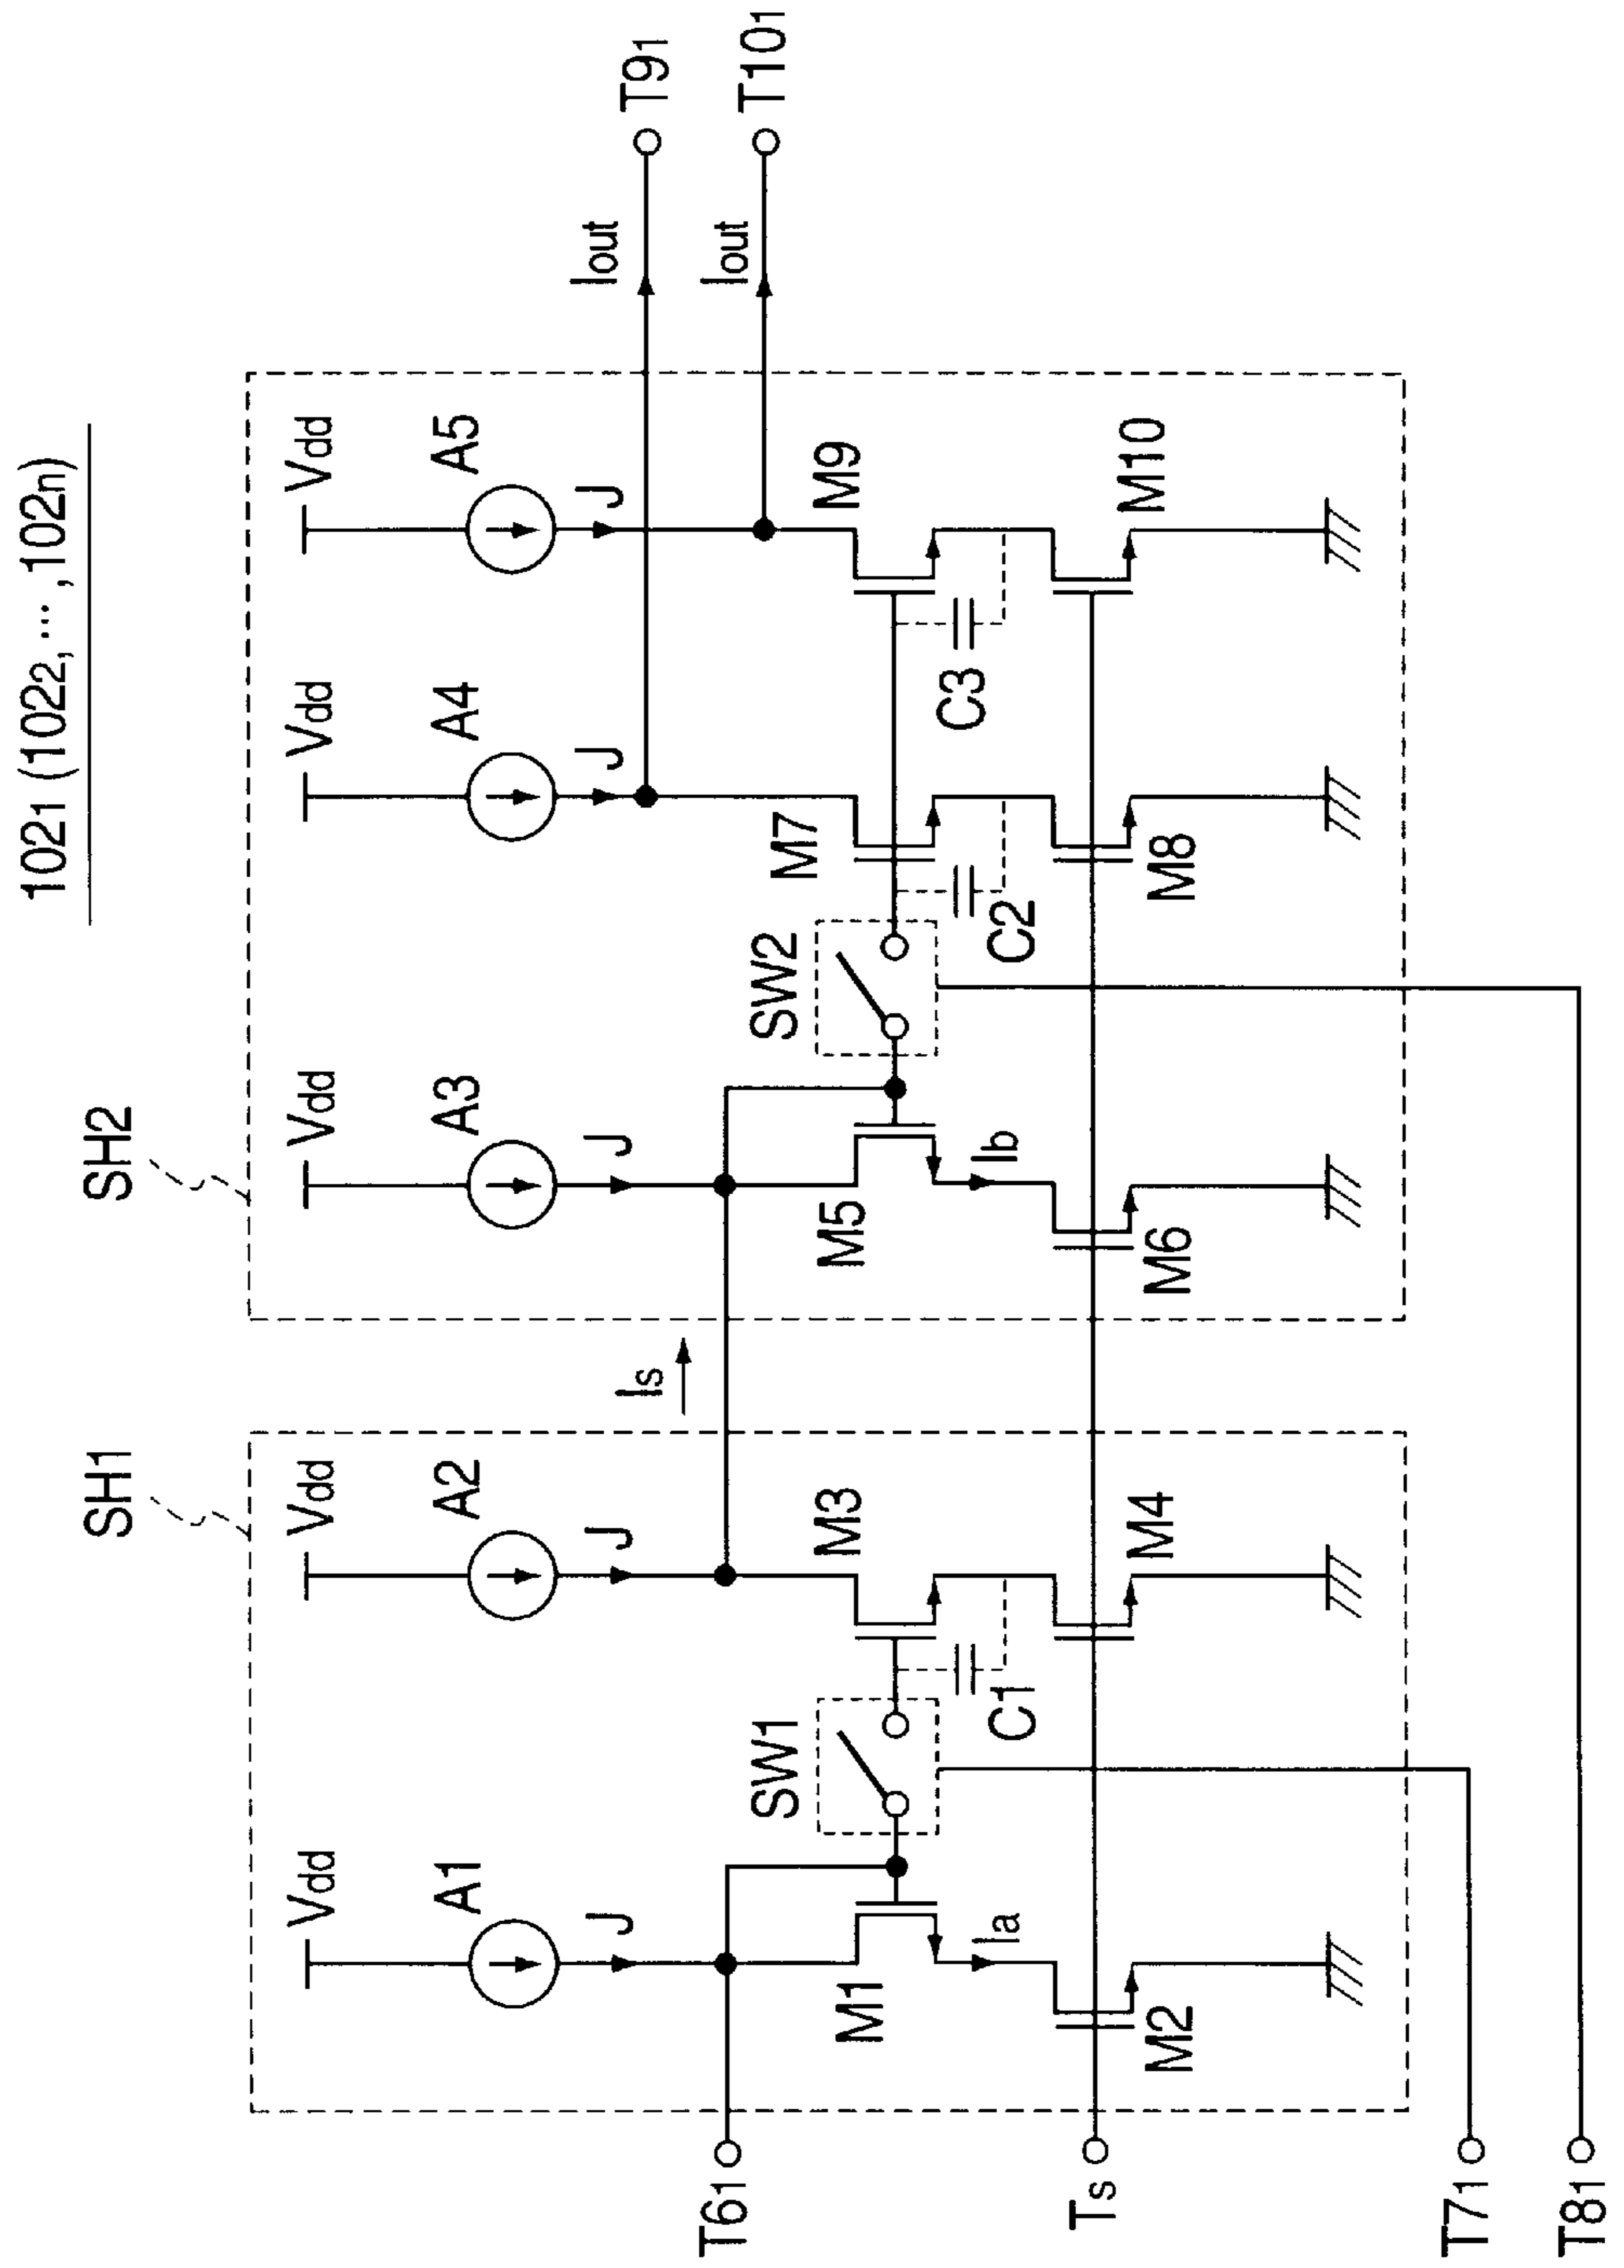 1021 (1022, ··· ,102n)
SH1
SH2
Vdd
Vdd
Vdd
Vdd
Vdd
A1
A2
A3
A4
A5
J
J
J
J
J
Iout
T91
Iout
T101
Is
T61
M1
SW1
M3
M5
SW2
M7
M9
Ia
C1
Ib
C2
C3
Ts
M2
M4
M6
M8
M10
T71
T81